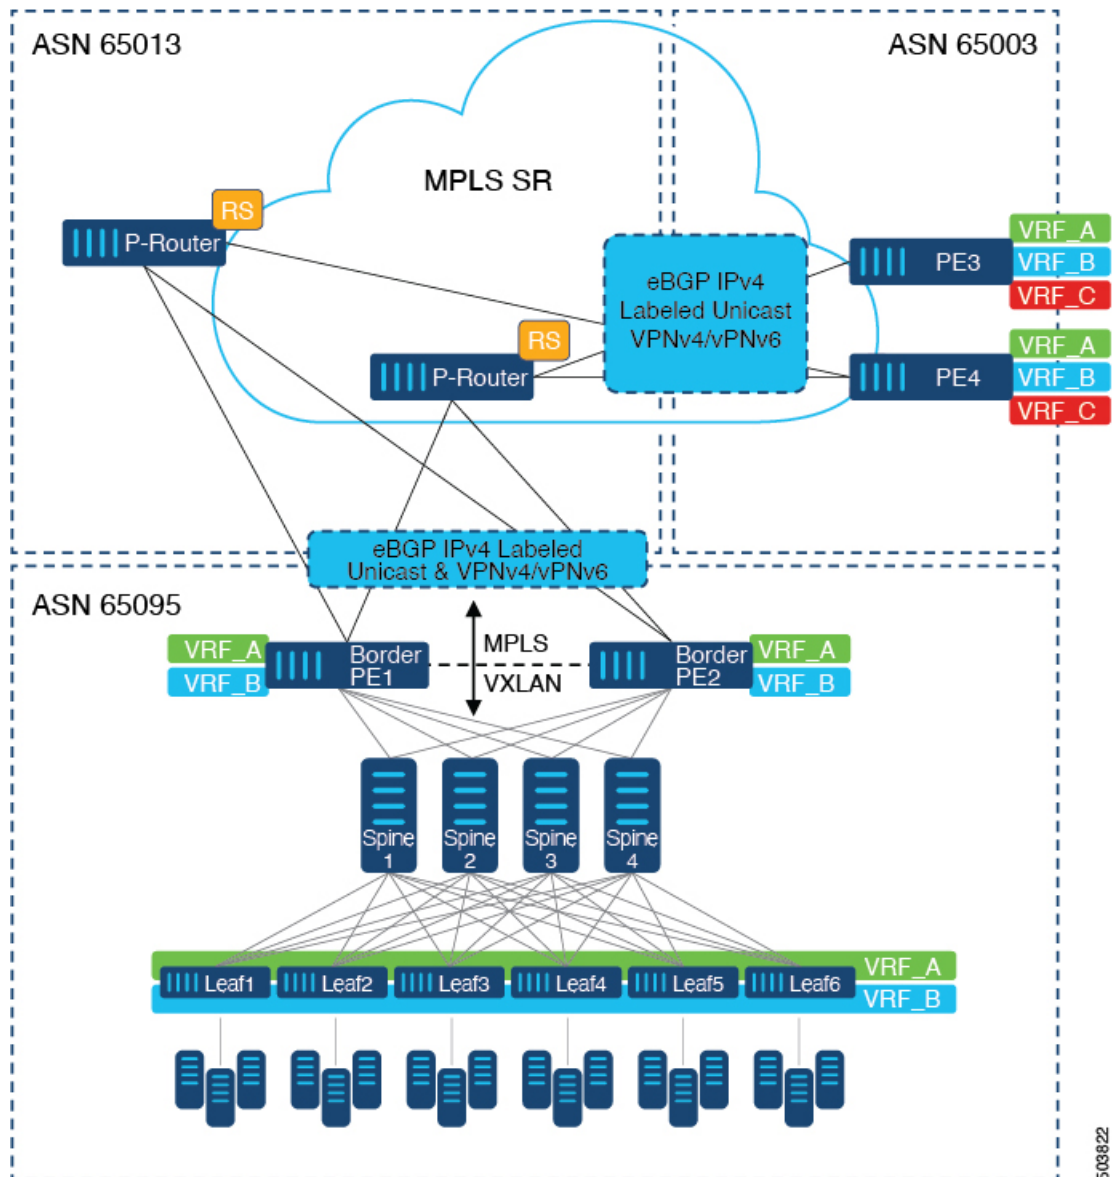 ASN 65013
ASN 65003
MPLS SR
RS
P-Router
eBGP IPv4
Labeled Unicast
VPNv4/vPNv6
PE3
VRF_A
VRF_B
VRF_C
RS
P-Router
PE4
VRF_A
VRF_B
VRF_C
eBGP IPv4 Labeled
Unicast & VPNv4/vPNv6
ASN 65095
VRF_A
VRF_B
Border
PE1
MPLS
VXLAN
Border
PE2
VRF_A
VRF_B
Spine
1
Spine
2
Spine
3
Spine
4
Leaf1
Leaf2
Leaf3
Leaf4
Leaf5
Leaf6
VRF_A
VRF_B
503822